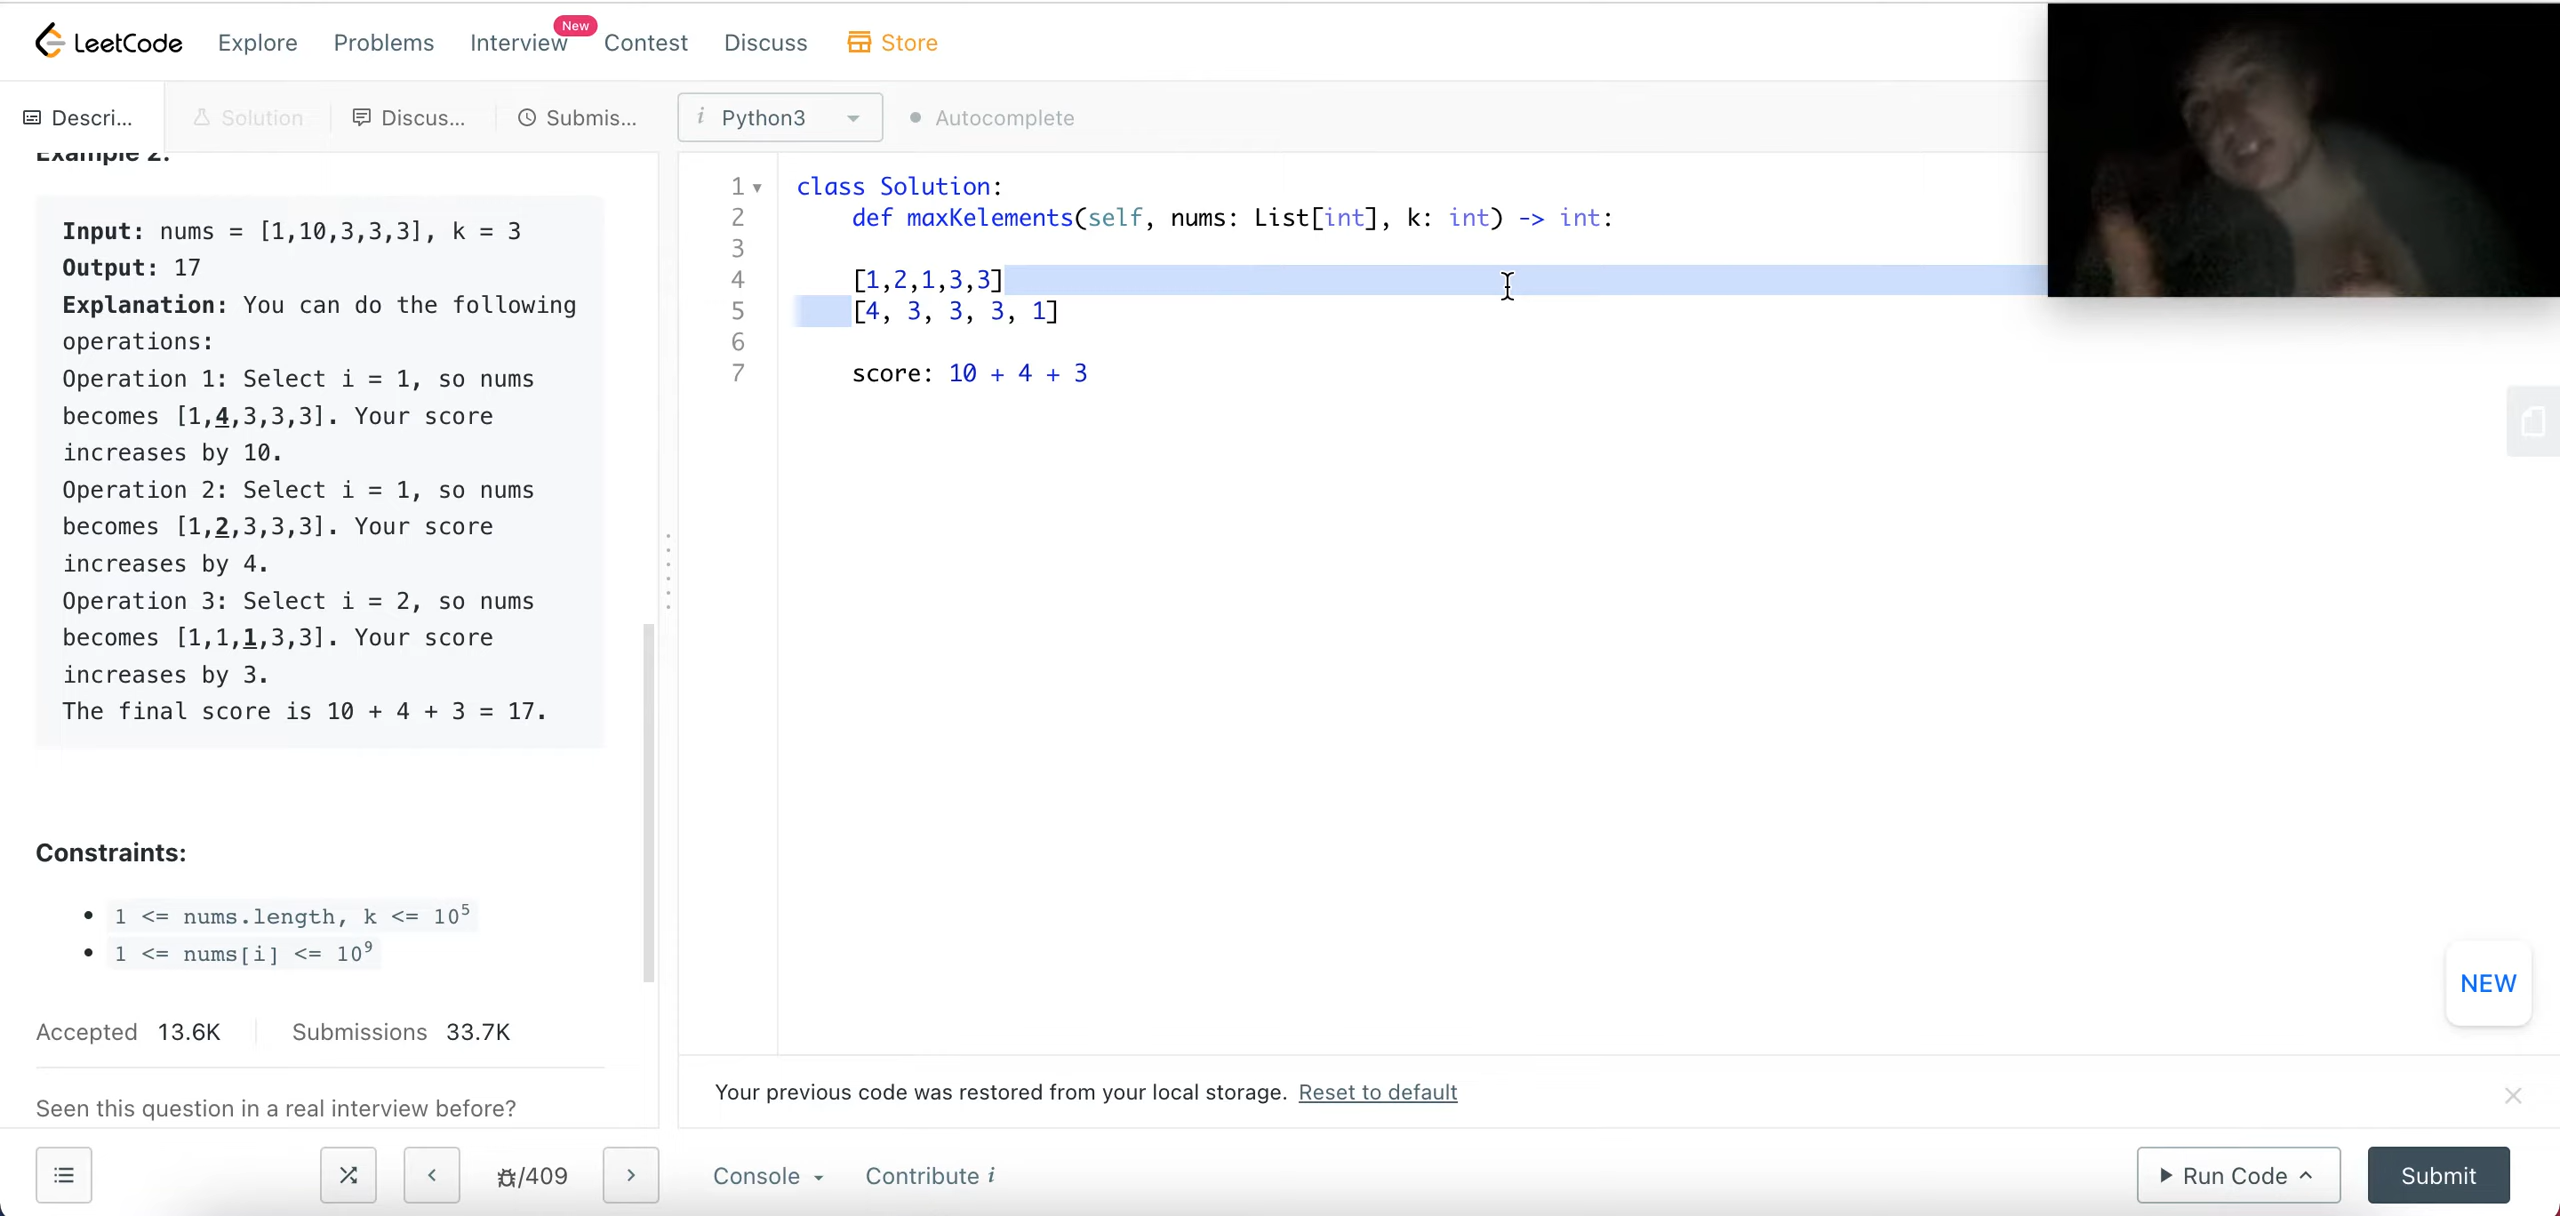 LeetCode Explore Problems Interview New Contest Discuss Store
Descri... Solution Discus... Submis...
Example 2:
Input: nums = [1,10,3,3,3], k = 3
Output: 17
Explanation: You can do the following
operations:
Operation 1: Select i = 1, so nums
becomes [1,4,3,3,3]. Your score
increases by 10.
Operation 2: Select i = 1, so nums
becomes [1,2,3,3,3]. Your score
increases by 4.
Operation 3: Select i = 2, so nums
becomes [1,1,1,3,3]. Your score
increases by 3.
The final score is 10 + 4 + 3 = 17.
Constraints:
• 1 <= nums.length, k <= 10⁵
• 1 <= nums[i] <= 10⁹
Accepted 13.6K Submissions 33.7K
Seen this question in a real interview before?
/409
i Python3 Autocomplete
1 class Solution:
2 def maxKelements(self, nums: List[int], k: int) -> int:
3
4 [1,2,1,3,3]
5 [4, 3, 3, 3, 1]
6
7 score: 10 + 4 + 3
NEW
Your previous code was restored from your local storage. Reset to default
Console Contribute i Run Code Submit